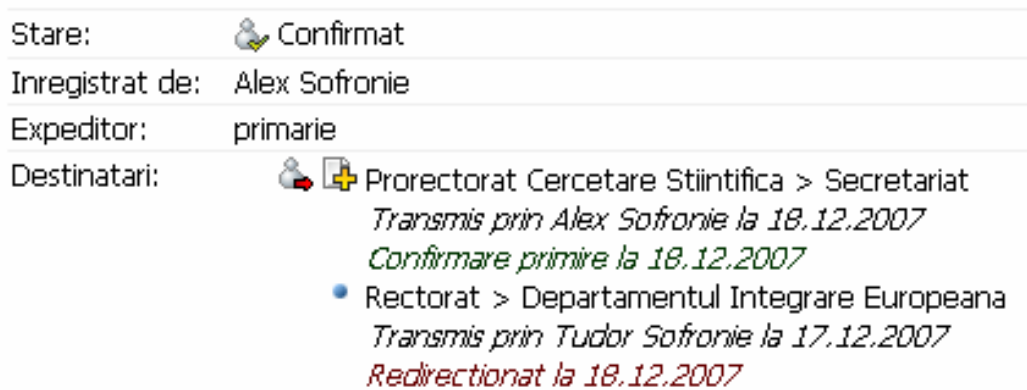 Stare: Confirmat
Inregistrat de: Alex Sofronie
Expeditor: primarie
Destinatari: Prorectorat Cercetare Stiintifica > Secretariat
Transmis prin Alex Sofronie la 18.12.2007
Confirmare primire la 18.12.2007
Rectorat > Departamentul Integrare Europeana
Transmis prin Tudor Sofronie la 17.12.2007
Redirectionat la 18.12.2007